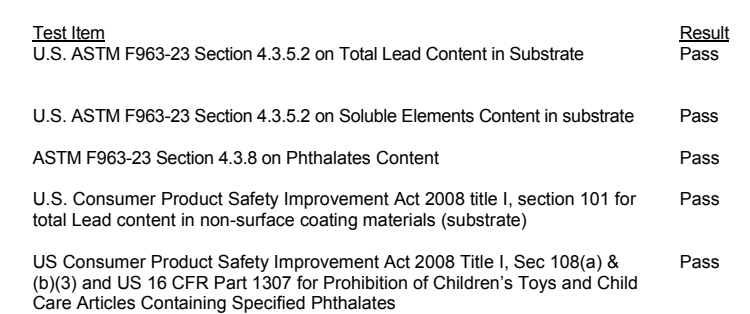 Test Item Result
U.S. ASTM F963-23 Section 4.3.5.2 on Total Lead Content in Substrate Pass
U.S. ASTM F963-23 Section 4.3.5.2 on Soluble Elements Content in substrate Pass
ASTM F963-23 Section 4.3.8 on Phthalates Content Pass
U.S. Consumer Product Safety Improvement Act 2008 title I, section 101 for Pass
total Lead content in non-surface coating materials (substrate)
US Consumer Product Safety Improvement Act 2008 Title I, Sec 108(a) & Pass
(b)(3) and US 16 CFR Part 1307 for Prohibition of Children’s Toys and Child
Care Articles Containing Specified Phthalates